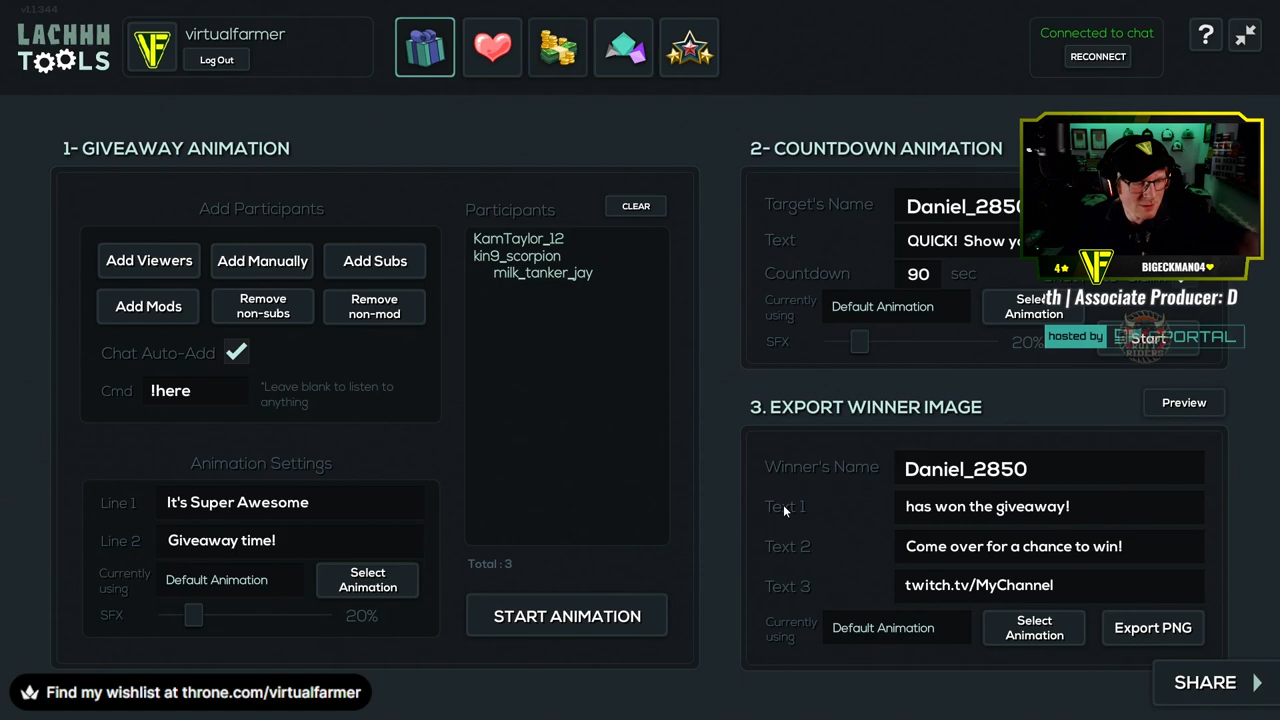 v1.1.344
LACHHH TOOLS
virtualfarmer
Log Out
Connected to chat
RECONNECT
?
1- GIVEAWAY ANIMATION
Add Participants
Add Viewers
Add Manually
Add Subs
Add Mods
Remove non-subs
Remove non-mod
Chat Auto-Add
Cmd
!here
*Leave blank to listen to anything
Animation Settings
Line 1
It's Super Awesome
Line 2
Giveaway time!
Currently using
Default Animation
Select Animation
SFX
20%
Participants
CLEAR
KamTaylor_12
kin9_scorpion
milk_tanker_jay
Total : 3
START ANIMATION
2- COUNTDOWN ANIMATION
Target's Name
Daniel_2850
Text
QUICK! Show
Countdown
90
sec
Currently using
Default Animation
Animation
SFX
20%
Start
4
VF
BIGECKMAN04
th | Associate Producer: D
hosted by
PORTAL
3. EXPORT WINNER IMAGE
Preview
Winner's Name
Daniel_2850
Text 1
has won the giveaway!
Text 2
Come over for a chance to win!
Text 3
twitch.tv/MyChannel
Currently using
Default Animation
Select Animation
Export PNG
SHARE
Find my wishlist at throne.com/virtualfarmer